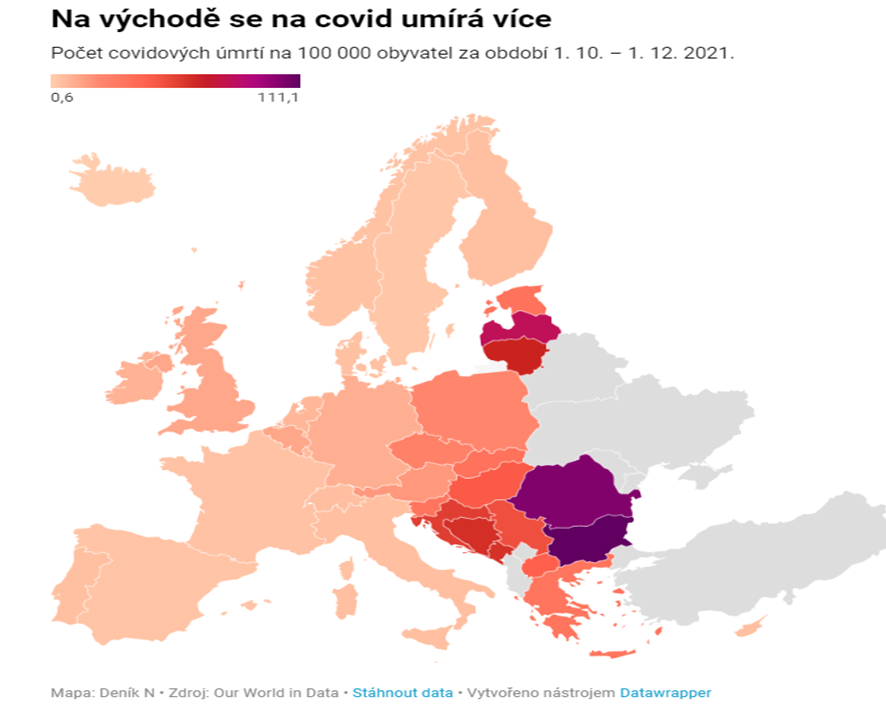 Na východě se na covid umírá více
Počet covidových úmrtí na 100 000 obyvatel za období 1. 10. – 1. 12. 2021.
0,6 111,1
Mapa: Deník N • Zdroj: Our World in Data • Stáhnout data • Vytvořeno nástrojem Datawrapper